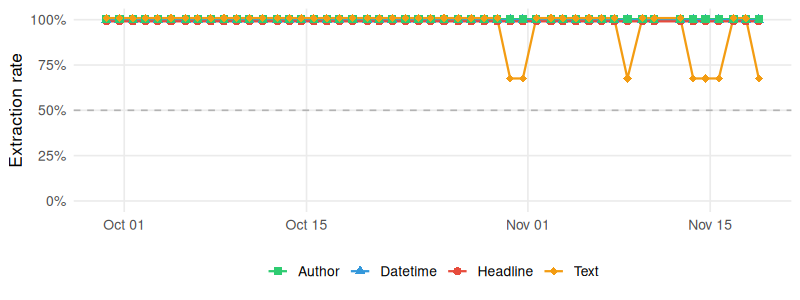 Extraction rate
100%
75%
50%
25%
0%
Oct 01 Oct 15 Nov 01 Nov 15
Author Datetime Headline Text